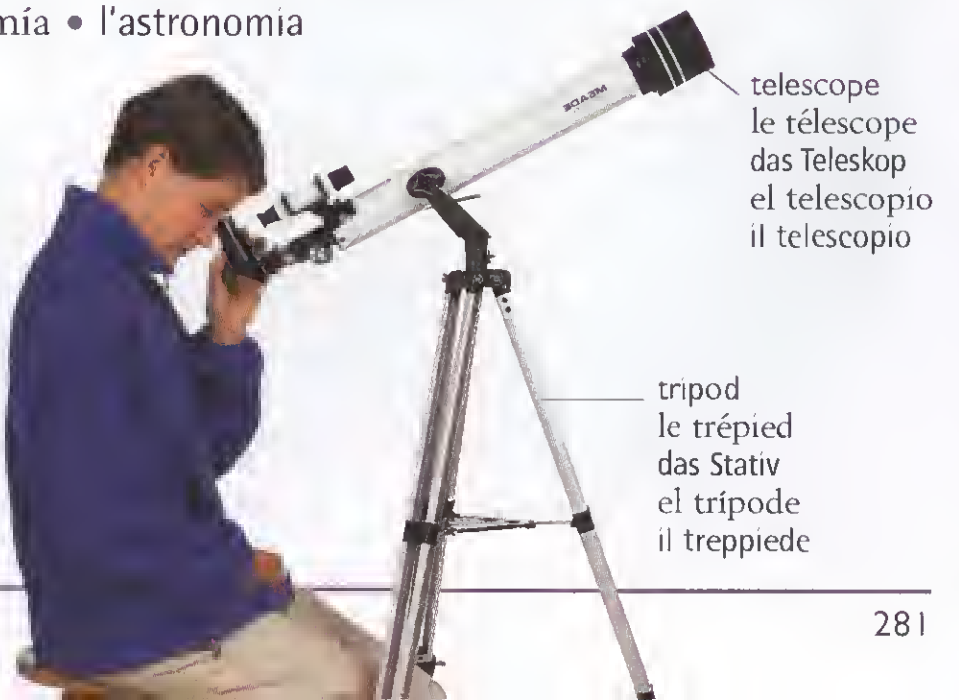 mía • l'astronomia
MEADE
telescope
le télescope
das Teleskop
el telescopio
il telescopio
tripod
le trépied
das Stativ
el trípode
il treppiede
281